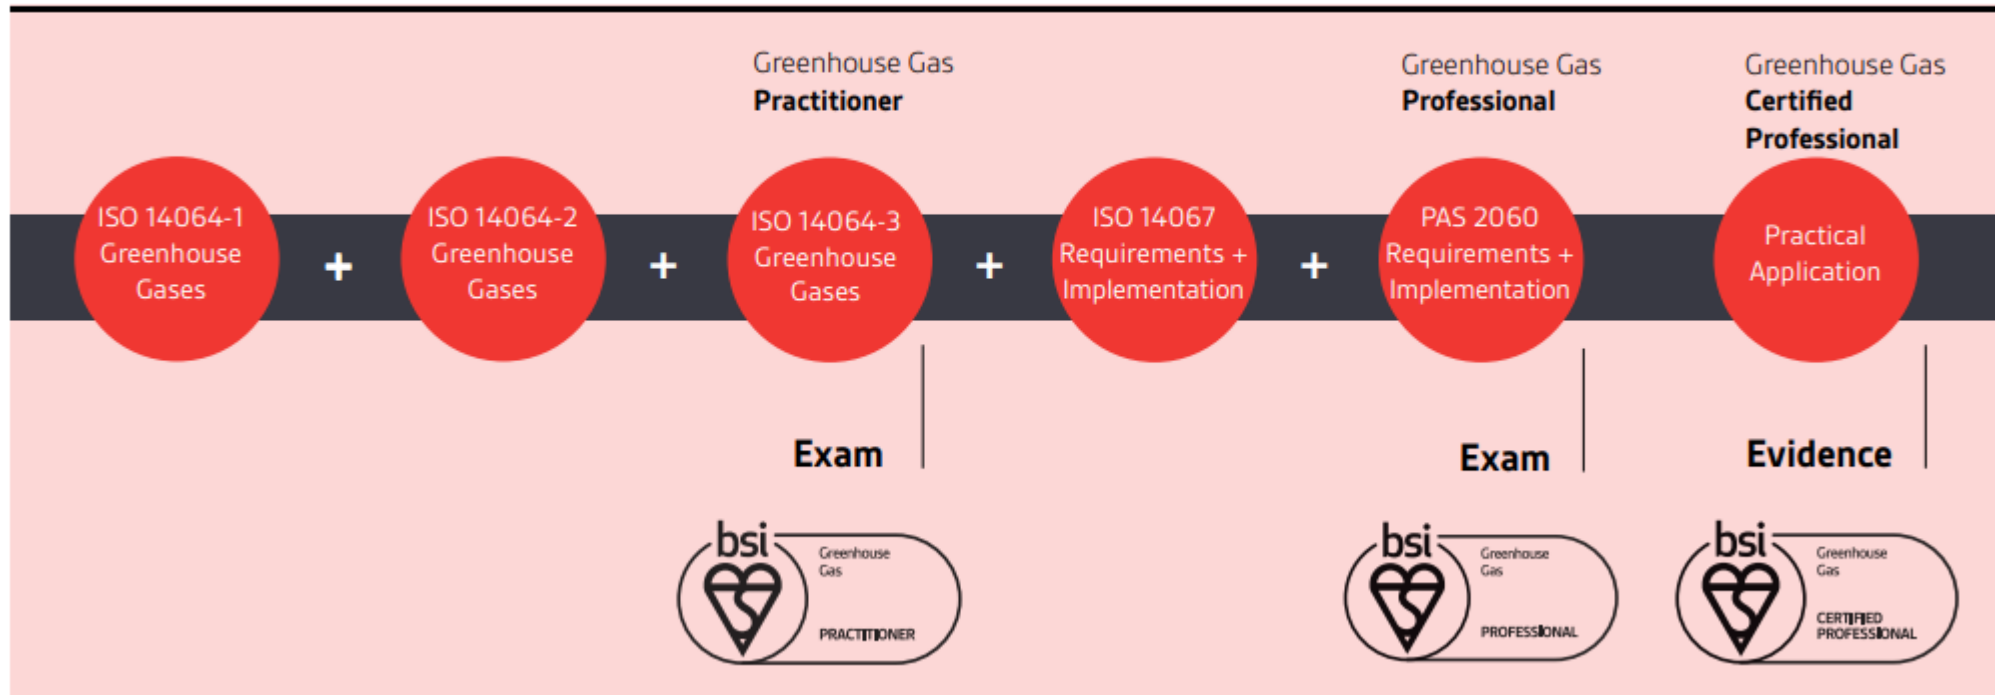 Greenhouse Gas
Practitioner
Greenhouse Gas
Professional
Greenhouse Gas
Certified
Professional
ISO 14064-1
Greenhouse
Gases
+
ISO 14064-2
Greenhouse
Gases
+
ISO 14064-3
Greenhouse
Gases
+
ISO 14067
Requirements +
Implementation
+
PAS 2060
Requirements +
Implementation
Practical
Application
Exam
Exam
Evidence
bsi
Greenhouse
Gas
PRACTITIONER
bsi
Greenhouse
Gas
PROFESSIONAL
bsi
Greenhouse
Gas
CERTIFIED
PROFESSIONAL